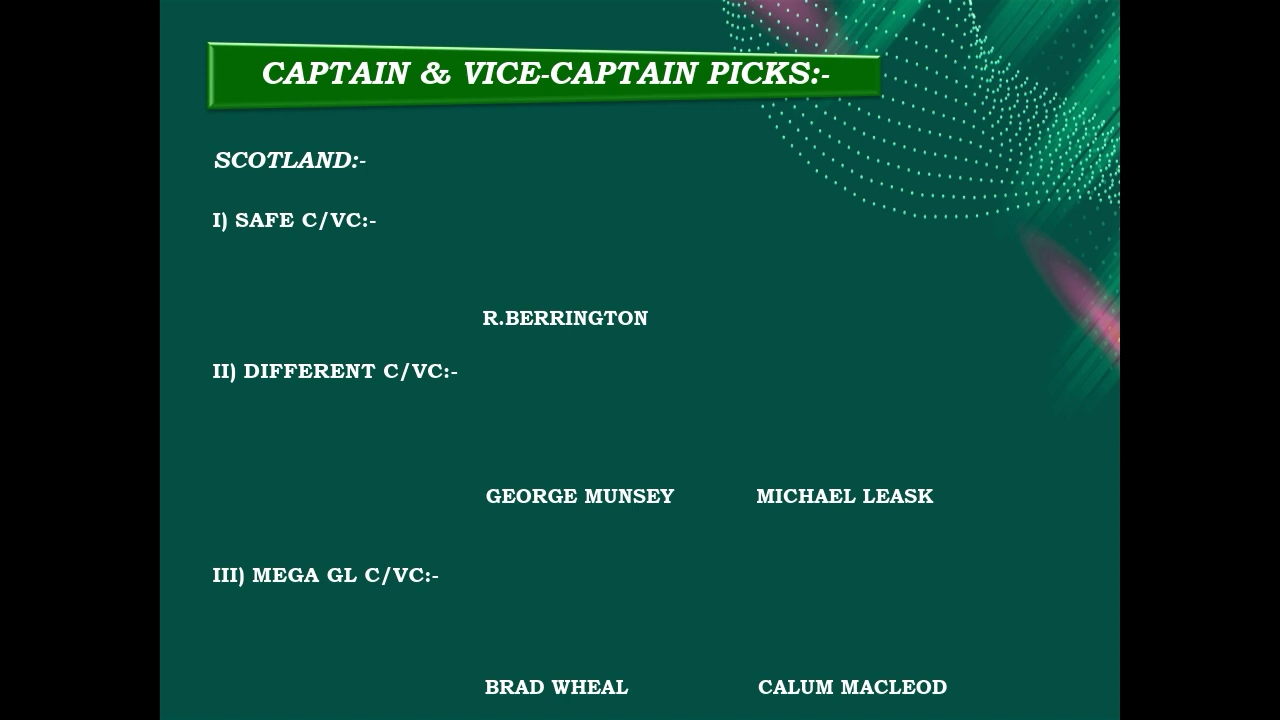 CAPTAIN & VICE-CAPTAIN PICKS:-
SCOTLAND:-
I) SAFE C/VC:-
R.BERRINGTON
II) DIFFERENT C/VC:-
GEORGE MUNSEY MICHAEL LEASK
III) MEGA GL C/VC:-
BRAD WHEAL CALUM MACLEOD